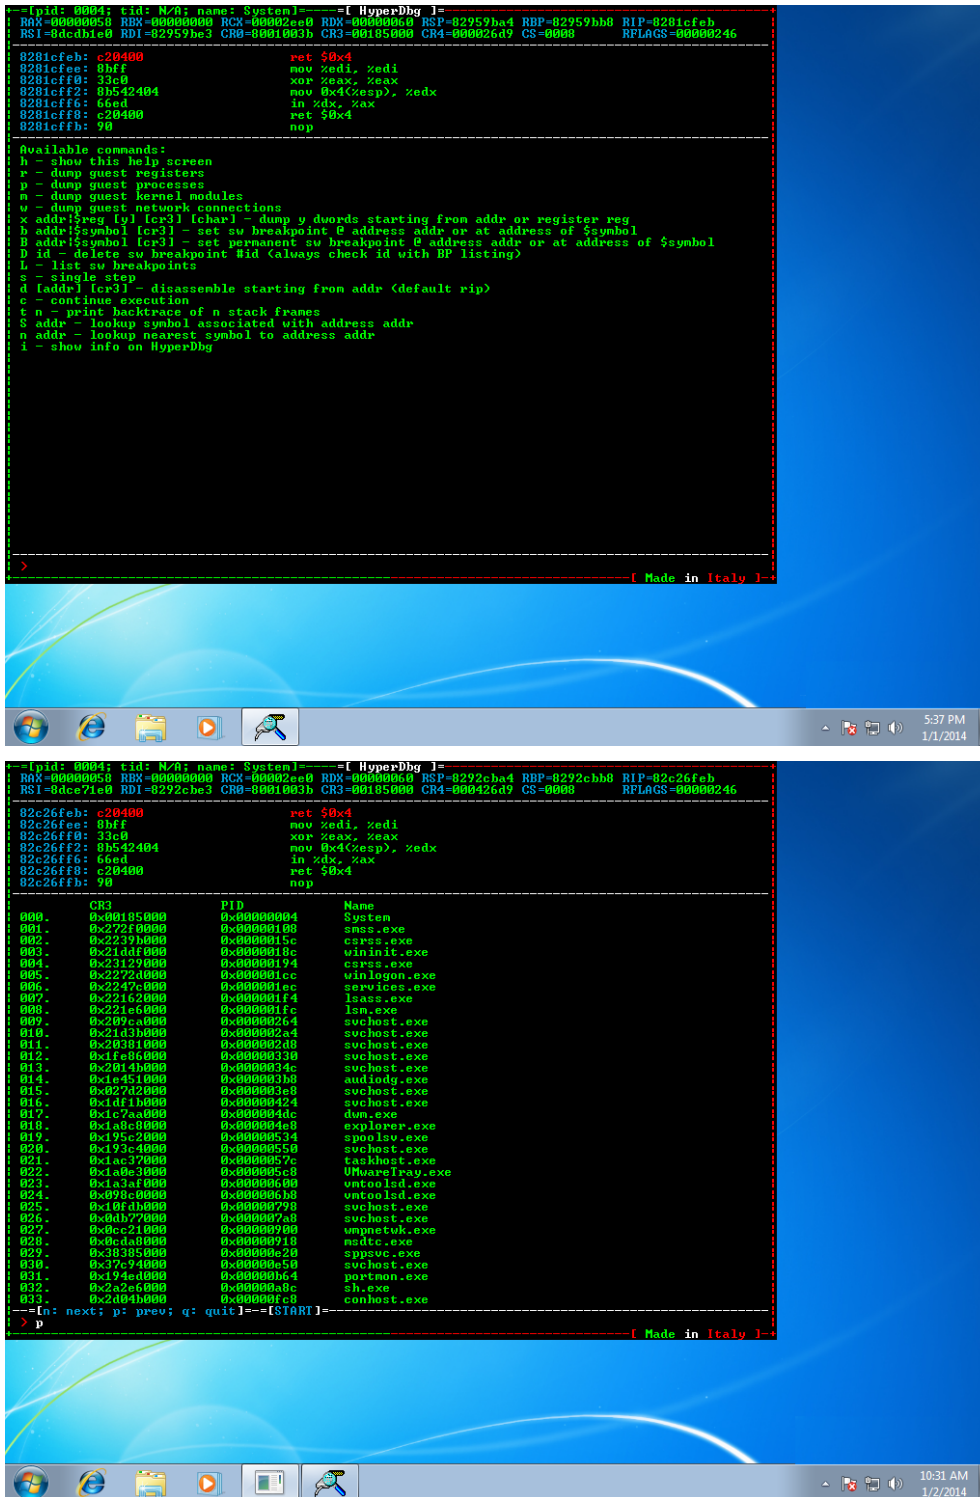 =[pid: 0004; tid: N/A; name: System]=-----=[ HyperDbg ]=
RAX=00000058 RBX=00000000 RCX=00002ee0 RDX=00000060 RSP=82959ba4 RBP=82959bb8 RIP=8281cfeb
RSI=8dcdb1e0 RDI=82959be3 CR0=8001003b CR3=00185000 CR4=000026d9 CS=0008 RFLAGS=00000246
8281cfeb: c20400 ret $0x4
8281cfee: 8bff mov %edi, %edi
8281cff0: 33c0 xor %eax, %eax
8281cff2: 8b542404 mov 0x4(%esp), %edx
8281cff6: 66ed in %dx, %ax
8281cff8: c20400 ret $0x4
8281cffb: 90 nop
Available commands:
h - show this help screen
r - dump guest registers
p - dump guest processes
m - dump guest kernel modules
w - dump guest network connections
x addr|$reg [y] [cr3] [char] - dump y dwords starting from addr or register reg
b addr|$symbol [cr3] - set sw breakpoint @ address addr or at address of $symbol
B addr|$symbol [cr3] - set permanent sw breakpoint @ address addr or at address of $symbol
D id - delete sw breakpoint #id (always check id with BP listing)
L - list sw breakpoints
s - single step
d [addr] [cr3] - disassemble starting from addr (default rip)
c - continue execution
t n - print backtrace of n stack frames
S addr - lookup symbol associated with address addr
n addr - lookup nearest symbol to address addr
i - show info on HyperDbg
>
[ Made in Italy ]
5:37 PM
1/1/2014
=[pid: 0004; tid: N/A; name: System]=-----=[ HyperDbg ]=
RAX=00000058 RBX=00000000 RCX=00002ee0 RDX=00000060 RSP=8292cba4 RBP=8292cbb8 RIP=82c26feb
RSI=8dce71e0 RDI=8292cbe3 CR0=8001003b CR3=00185000 CR4=000426d9 CS=0008 RFLAGS=00000246
82c26feb: c20400 ret $0x4
82c26fee: 8bff mov %edi, %edi
82c26ff0: 33c0 xor %eax, %eax
82c26ff2: 8b542404 mov 0x4(%esp), %edx
82c26ff6: 66ed in %dx, %ax
82c26ff8: c20400 ret $0x4
82c26ffb: 90 nop
CR3 PID Name
000. 0x00185000 0x00000004 System
001. 0x272f0000 0x00000108 smss.exe
002. 0x2239b000 0x0000015c csrss.exe
003. 0x21ddf000 0x0000018c wininit.exe
004. 0x23129000 0x00000194 csrss.exe
005. 0x2272d000 0x000001cc winlogon.exe
006. 0x2247c000 0x000001ec services.exe
007. 0x22162000 0x000001f4 lsass.exe
008. 0x221e6000 0x000001fc lsm.exe
009. 0x209ca000 0x00000264 svchost.exe
010. 0x21d3b000 0x000002a4 svchost.exe
011. 0x20381000 0x000002d8 svchost.exe
012. 0x1fe86000 0x00000330 svchost.exe
013. 0x2014b000 0x0000034c svchost.exe
014. 0x1e451000 0x000003b8 audiodg.exe
015. 0x027d2000 0x000003e8 svchost.exe
016. 0x1df1b000 0x00000424 svchost.exe
017. 0x1c7aa000 0x000004dc dwm.exe
018. 0x1a8c8000 0x000004e8 explorer.exe
019. 0x195c2000 0x00000534 spoolsv.exe
020. 0x193c4000 0x00000550 svchost.exe
021. 0x1ac37000 0x0000057c taskhost.exe
022. 0x1a0e3000 0x000005c8 VMwareTray.exe
023. 0x1a3af000 0x00000600 vmtoolsd.exe
024. 0x098c0000 0x000006b8 vmtoolsd.exe
025. 0x10fdb000 0x00000798 svchost.exe
026. 0x0db77000 0x000007a8 svchost.exe
027. 0x0cc21000 0x00000900 wmpnetwk.exe
028. 0x0cda8000 0x00000918 msdtc.exe
029. 0x38385000 0x00000e20 sppsvc.exe
030. 0x37c94000 0x00000e50 svchost.exe
031. 0x194ed000 0x00000b64 portmon.exe
032. 0x2a2e6000 0x00000a8c sh.exe
033. 0x2d04b000 0x00000fc8 conhost.exe
--=[n: next; p: prev; q: quit]=-=[START]=
> p
[ Made in Italy ]
10:31 AM
1/2/2014